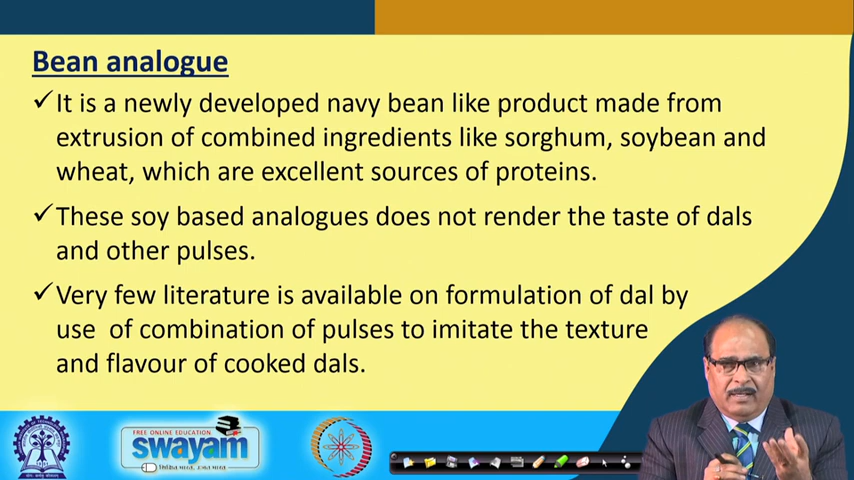 Bean analogue
✓It is a newly developed navy bean like product made from
extrusion of combined ingredients like sorghum, soybean and
wheat, which are excellent sources of proteins.
✓These soy based analogues does not render the taste of dals
and other pulses.
✓Very few literature is available on formulation of dal by
use of combination of pulses to imitate the texture
and flavour of cooked dals.
FREE ONLINE EDUCATION
swayam